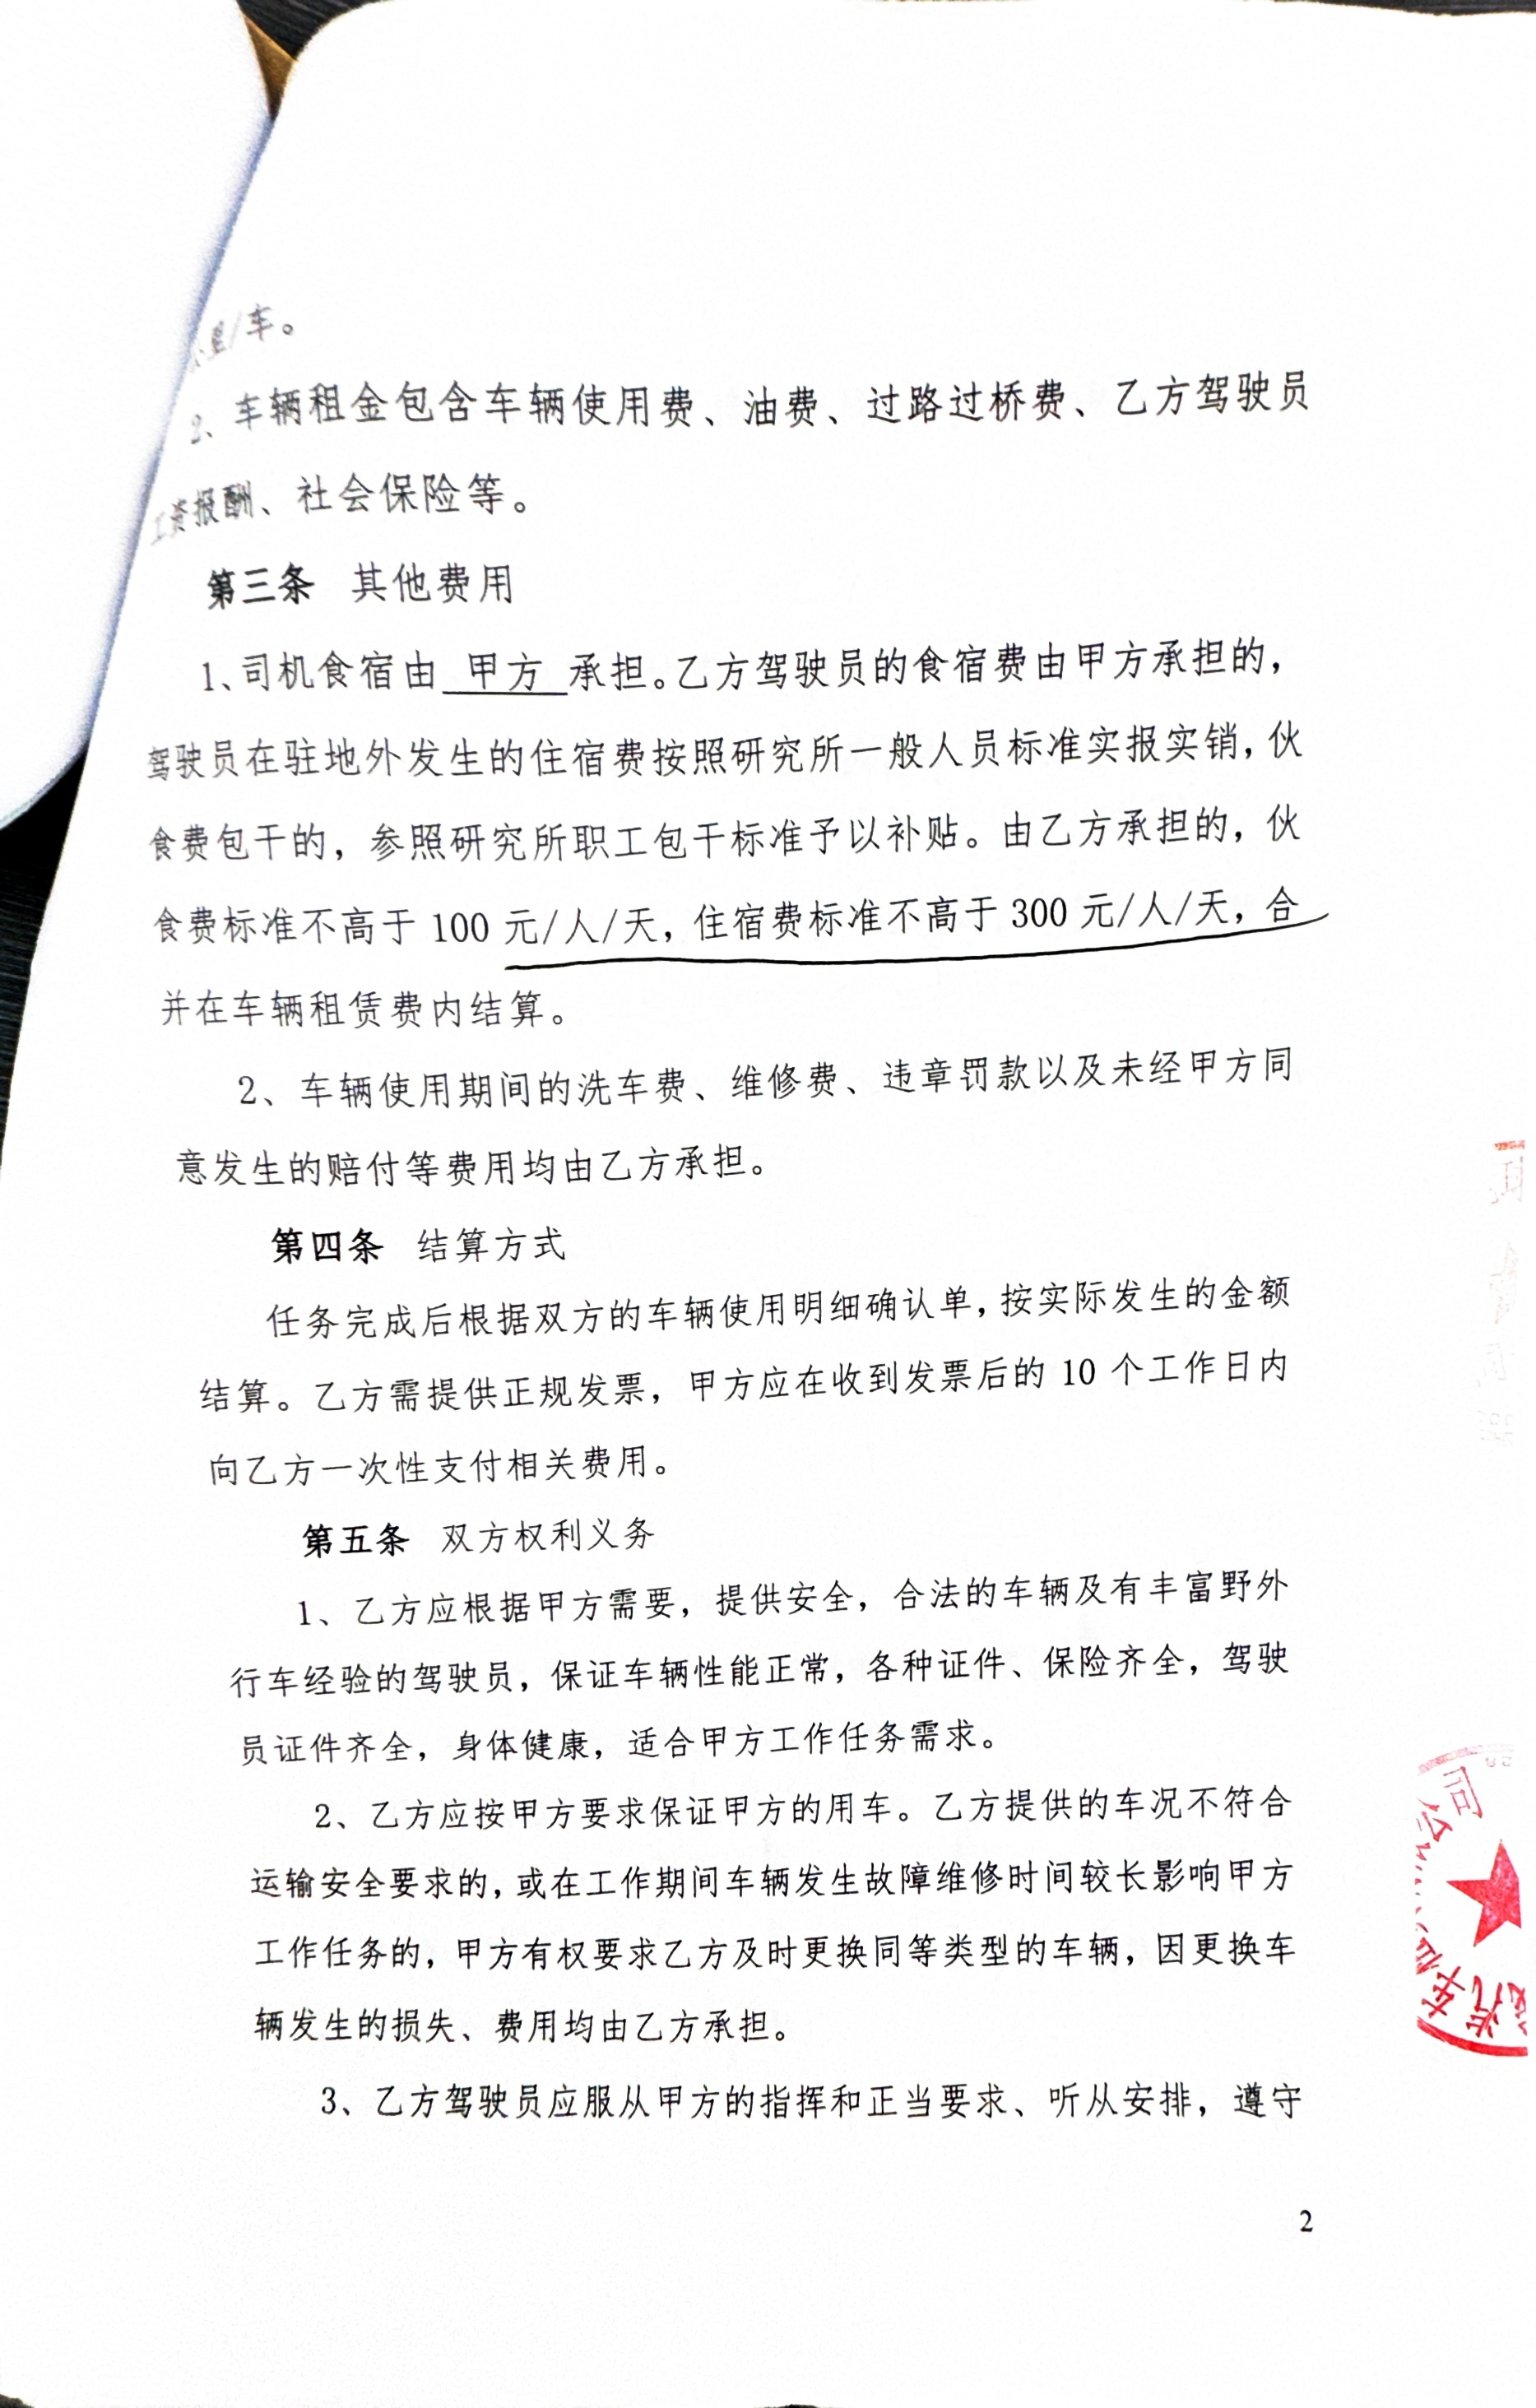 /车。
2、车辆租金包含车辆使用费、油费、过路过桥费、乙方驾驶员
工资报酬、社会保险等。
第三条 其他费用
1、司机食宿由 甲方 承担。乙方驾驶员的食宿费由甲方承担的，
驾驶员在驻地外发生的住宿费按照研究所一般人员标准实报实销，伙
食费包干的，参照研究所职工包干标准予以补贴。由乙方承担的，伙
食费标准不高于 100 元/人/天，住宿费标准不高于 300 元/人/天，合
并在车辆租赁费内结算。
2、车辆使用期间的洗车费、维修费、违章罚款以及未经甲方同
意发生的赔付等费用均由乙方承担。
第四条 结算方式
任务完成后根据双方的车辆使用明细确认单，按实际发生的金额
结算。乙方需提供正规发票，甲方应在收到发票后的 10 个工作日内
向乙方一次性支付相关费用。
第五条 双方权利义务
1、乙方应根据甲方需要，提供安全，合法的车辆及有丰富野外
行车经验的驾驶员，保证车辆性能正常，各种证件、保险齐全，驾驶
员证件齐全，身体健康，适合甲方工作任务需求。
2、乙方应按甲方要求保证甲方的用车。乙方提供的车况不符合
运输安全要求的，或在工作期间车辆发生故障维修时间较长影响甲方
工作任务的，甲方有权要求乙方及时更换同等类型的车辆，因更换车
辆发生的损失、费用均由乙方承担。
3、乙方驾驶员应服从甲方的指挥和正当要求、听从安排，遵守
2
汽车
公司